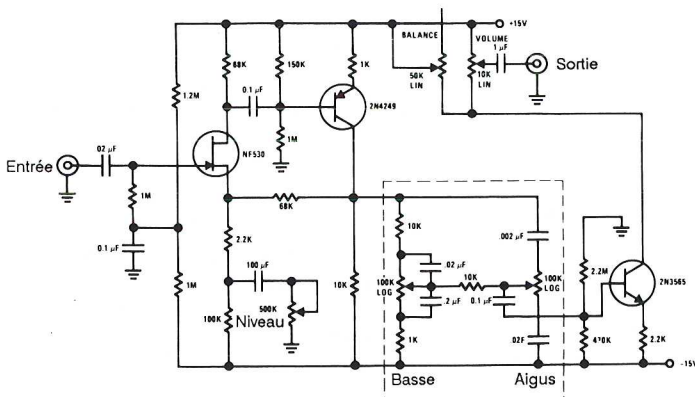 +15V
BALANCE
VOLUME
1 µF
Sortie
68K
150K
1K
50K
LIN
10K
LIN
0.1 µF
1.2M
2N4249
1M
02 µF
NF530
Entrée
1M
68K
10K
.002 µF
0.1 µF
2.2K
.02 µF
2.2M
2N3565
100 µF
100K
LOG
10K
100K
LOG
1M
500K
10K
.2 µF
0.1 µF
Niveau
100K
1K
.02F
470K
2.2K
-15V
Basse
Aigus